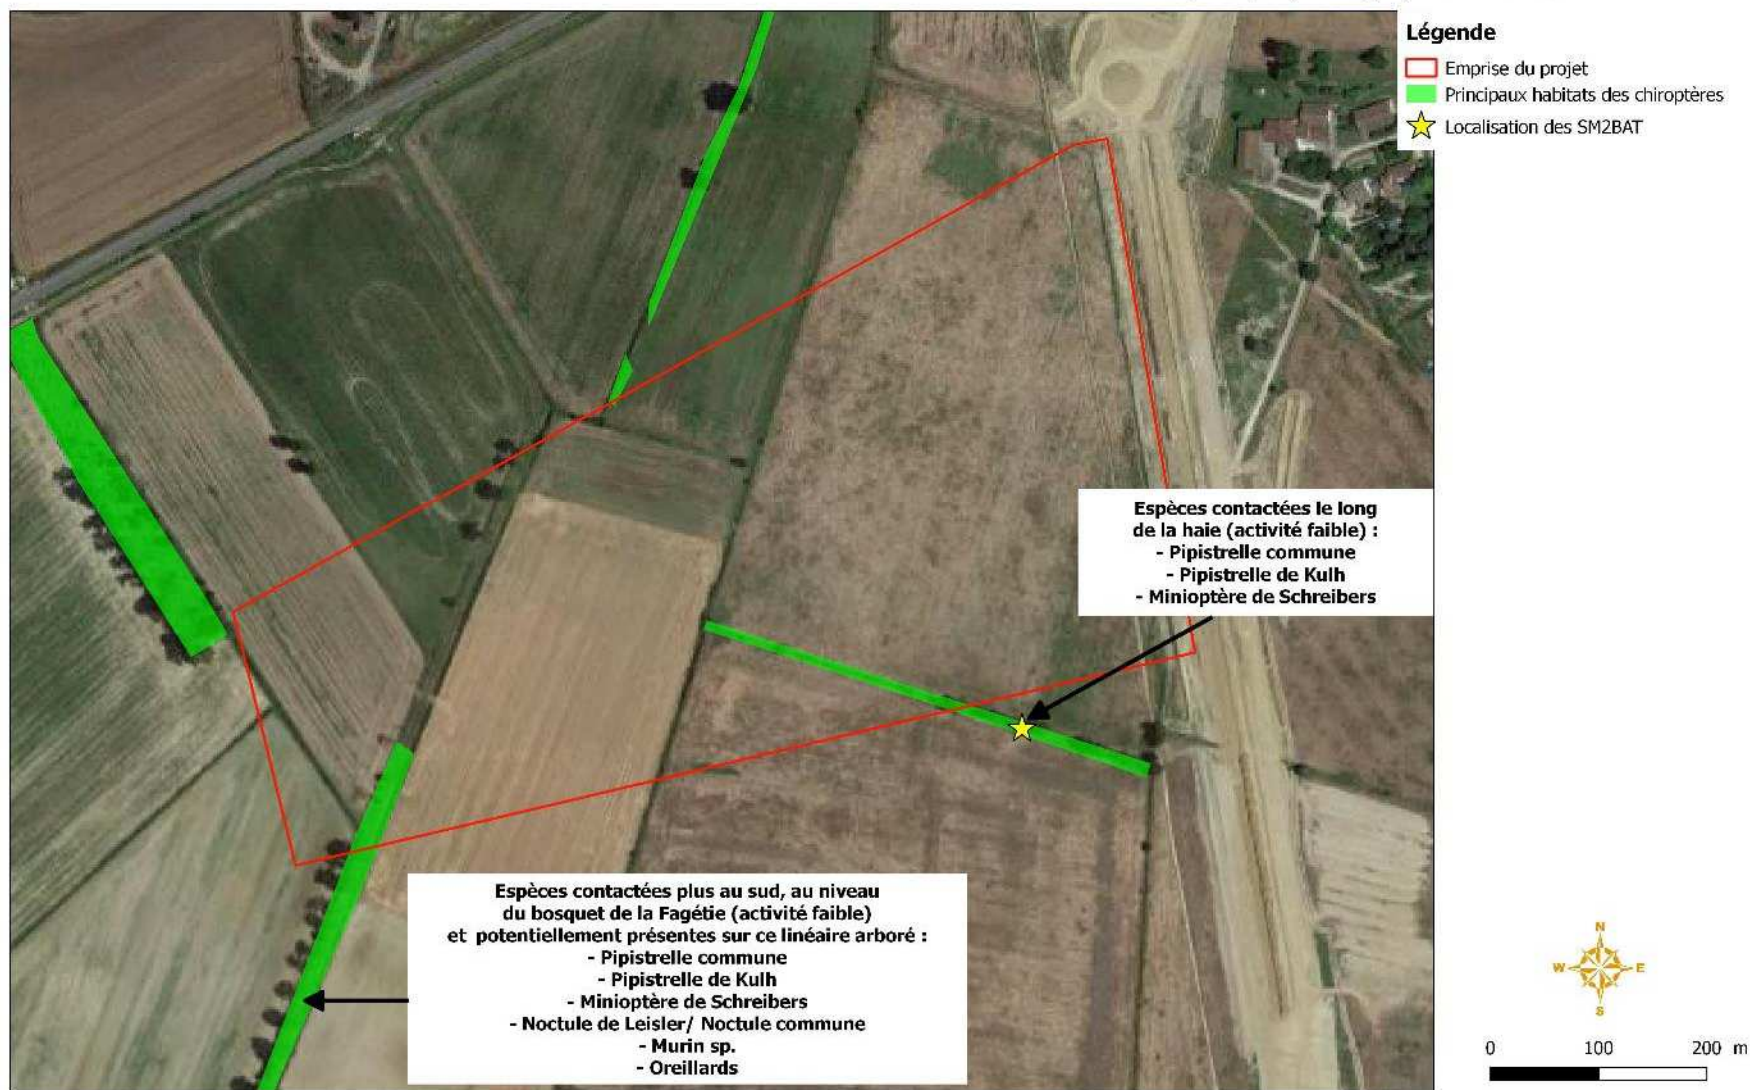 Légende
Emprise du projet
Principaux habitats des chiroptères
Localisation des SM2BAT
Espèces contactées le long
de la haie (activité faible) :
- Pipistrelle commune
- Pipistrelle de Kulh
- Minioptère de Schreibers
Espèces contactées plus au sud, au niveau
du bosquet de la Fagétie (activité faible)
et potentiellement présentes sur ce linéaire arboré :
- Pipistrelle commune
- Pipistrelle de Kulh
- Minioptère de Schreibers
- Noctule de Leisler/ Noctule commune
- Murin sp.
- Oreillards
N
W E
S
0 100 200 m